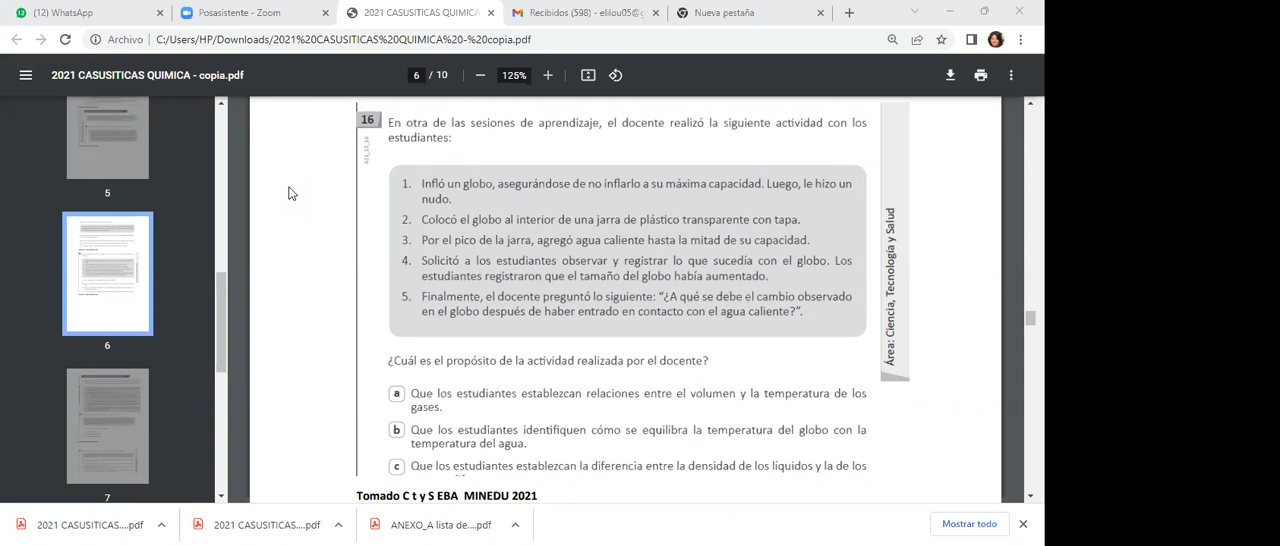 (12) WhatsApp
Posasistente - Zoom
2021 CASUSITICAS QUIMICA
Recibidos (598) - elilou05@g
Nueva pestaña
Archivo | C:/Users/HP/Downloads/2021%20CASUSITICAS%20QUIMICA%20-%20copia.pdf
2021 CASUSITICAS QUIMICA - copia.pdf
6 / 10
125%
5
6
7
16 En otra de las sesiones de aprendizaje, el docente realizó la siguiente actividad con los
estudiantes:
1. Infló un globo, asegurándose de no inflarlo a su máxima capacidad. Luego, le hizo un
nudo.
2. Colocó el globo al interior de una jarra de plástico transparente con tapa.
3. Por el pico de la jarra, agregó agua caliente hasta la mitad de su capacidad.
4. Solicitó a los estudiantes observar y registrar lo que sucedía con el globo. Los
estudiantes registraron que el tamaño del globo había aumentado.
5. Finalmente, el docente preguntó lo siguiente: “¿A qué se debe el cambio observado
en el globo después de haber entrado en contacto con el agua caliente?”.
Área: Ciencia, Tecnología y Salud
¿Cuál es el propósito de la actividad realizada por el docente?
a Que los estudiantes establezcan relaciones entre el volumen y la temperatura de los
gases.
b Que los estudiantes identifiquen cómo se equilibra la temperatura del globo con la
temperatura del agua.
c Que los estudiantes establezcan la diferencia entre la densidad de los líquidos y la de los
Tomado C t y S EBA MINEDU 2021
2021 CASUSITICAS....pdf
2021 CASUSITICAS....pdf
ANEXO_A lista de....pdf
Mostrar todo